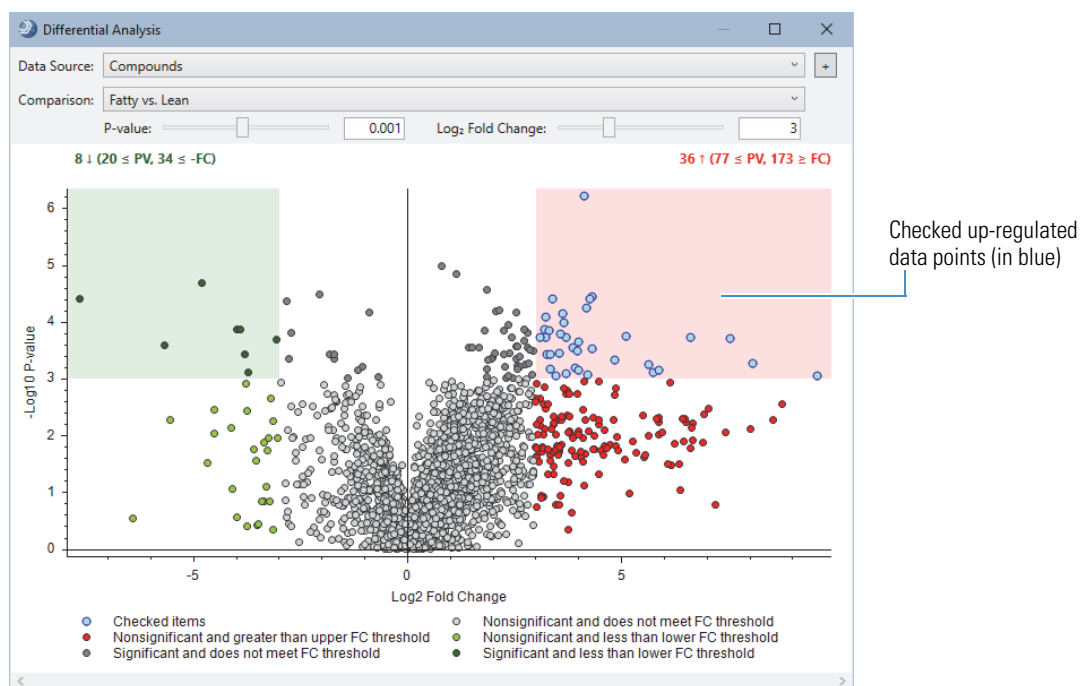 Differential Analysis
Data Source: Compounds
+
Comparison: Fatty vs. Lean
P-value: 0.001 Log₂ Fold Change: 3
8 ↓ (20 ≤ PV, 34 ≤ -FC) 36 ↑ (77 ≤ PV, 173 ≥ FC)
6
5
4
3
2
1
0
-Log10 P-value
-5 0 5
Log2 Fold Change
Checked up-regulated
data points (in blue)
Checked items
Nonsignificant and greater than upper FC threshold
Significant and does not meet FC threshold
Nonsignificant and does not meet FC threshold
Nonsignificant and less than lower FC threshold
Significant and less than lower FC threshold